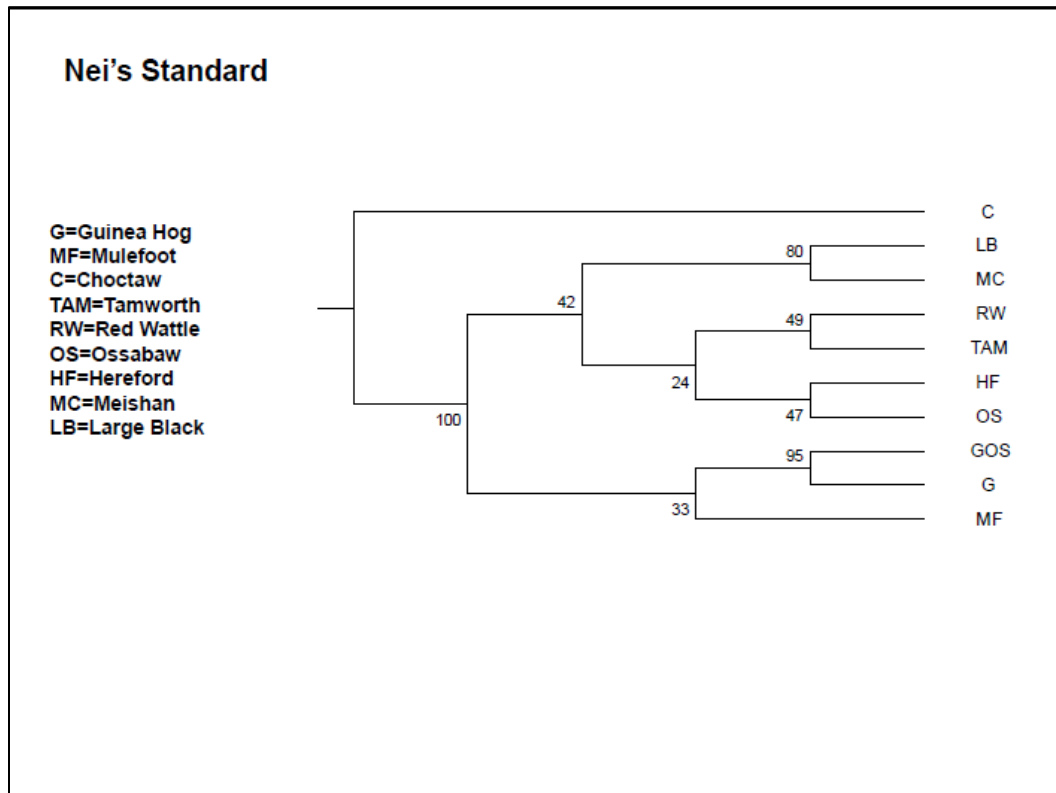 Nei's Standard
G=Guinea Hog
MF=Mulefoot
C=Choctaw
TAM=Tamworth
RW=Red Wattle
OS=Ossabaw
HF=Hereford
MC=Meishan
LB=Large Black
C
LB
80
MC
42
RW
49
TAM
24
HF
47
OS
100
GOS
95
G
33
MF